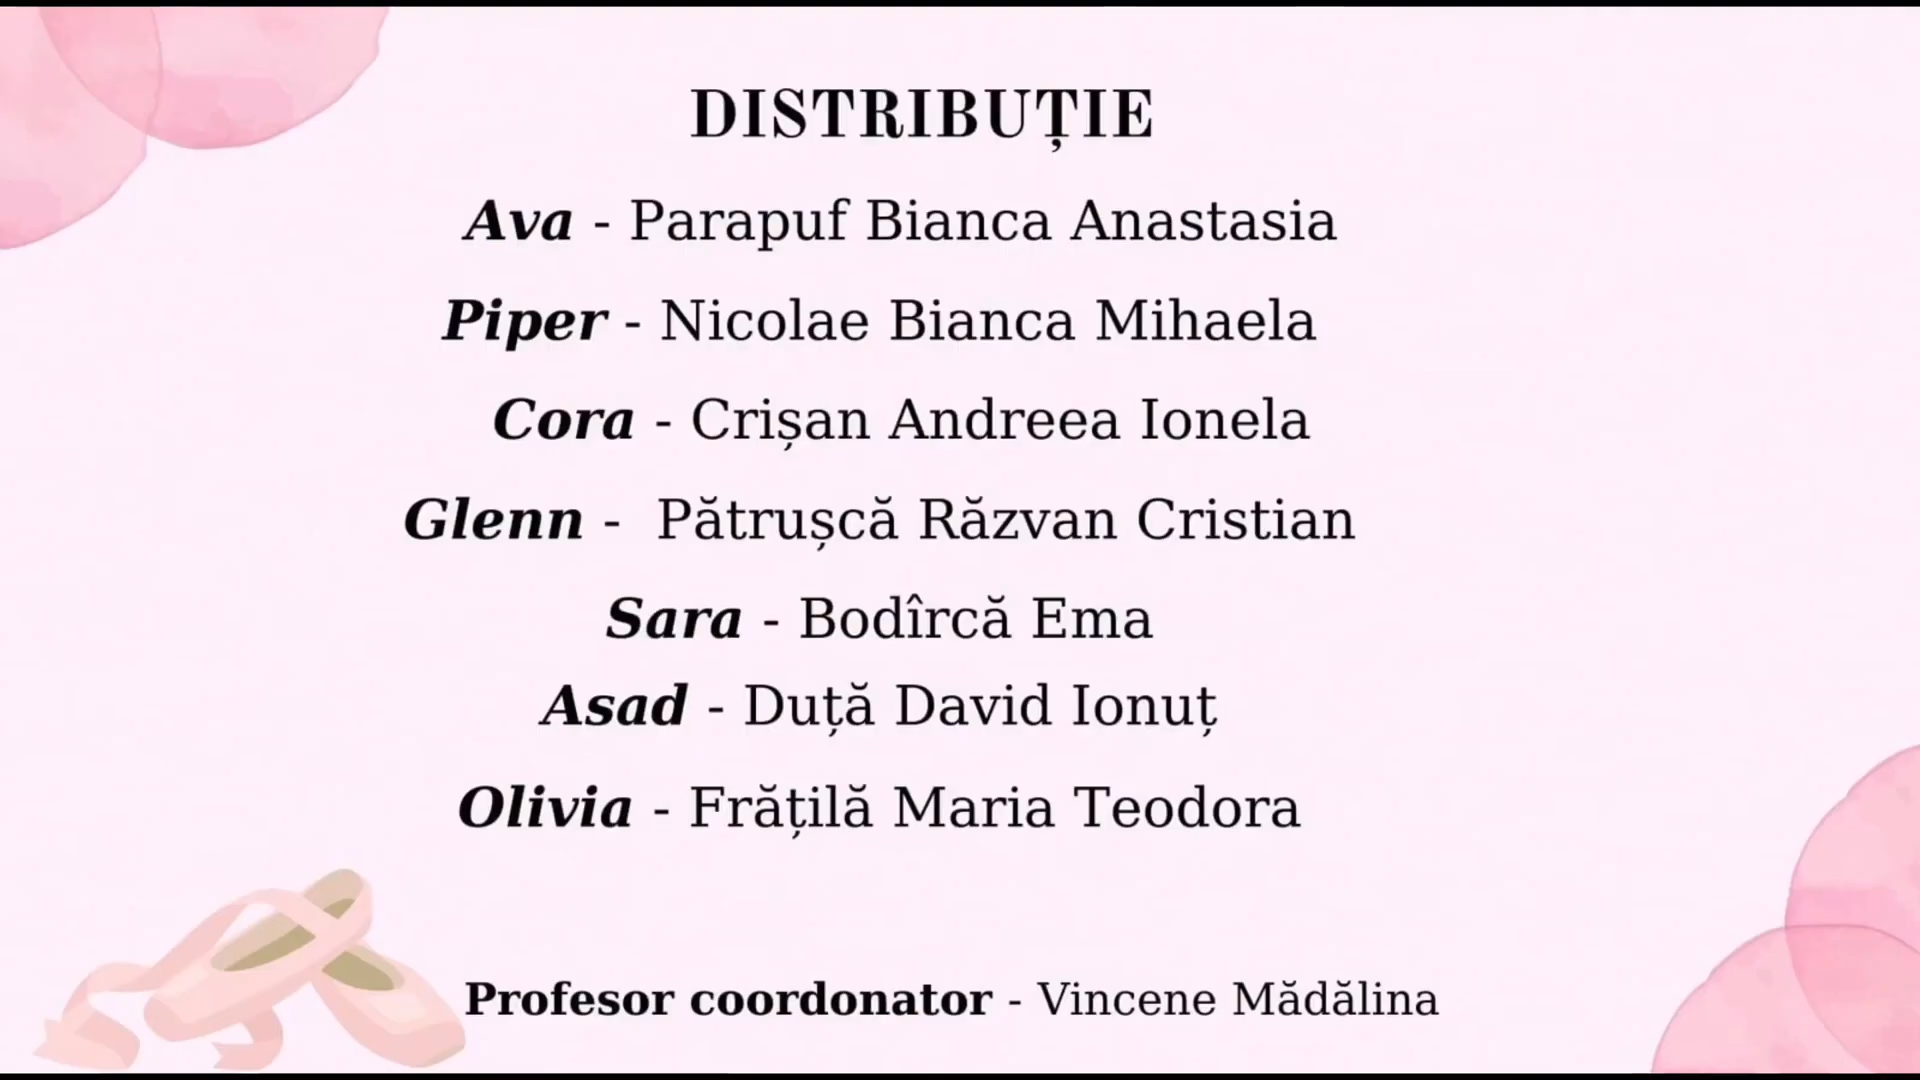 DISTRIBUȚIE
Ava - Parapuf Bianca Anastasia
Piper - Nicolae Bianca Mihaela
Cora - Crișan Andreea Ionela
Glenn - Pătrușcă Răzvan Cristian
Sara - Bodîrcă Ema
Asad - Duță David Ionuț
Olivia - Frățilă Maria Teodora
Profesor coordonator - Vincene Mădălina